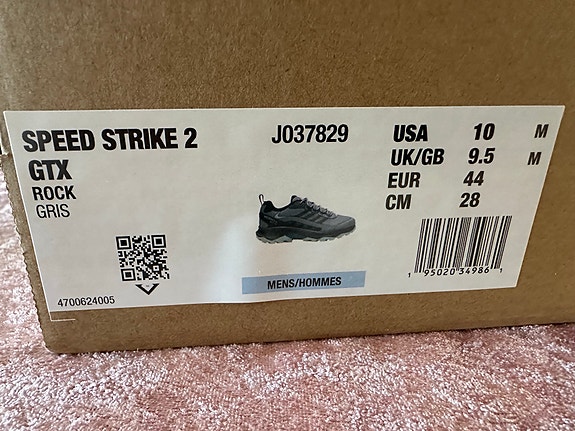 SPEED STRIKE 2
GTX
ROCK
GRIS
4700624005
J037829
MENS/HOMMES
USA 10 M
UK/GB 9.5 M
EUR 44
CM 28
1 95020 34986 1